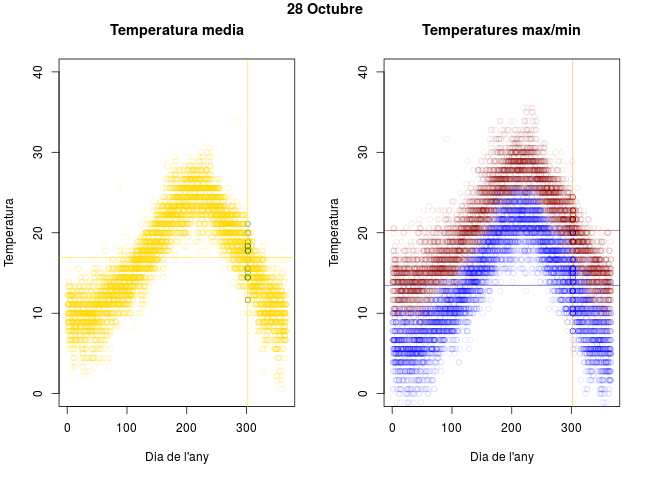 28 Octubre
Temperatura media
Temperatura
40
30
20
10
0
0 100 200 300
Dia de l'any
Temperatures max/min
Temperatura
40
30
20
10
0
0 100 200 300
Dia de l'any